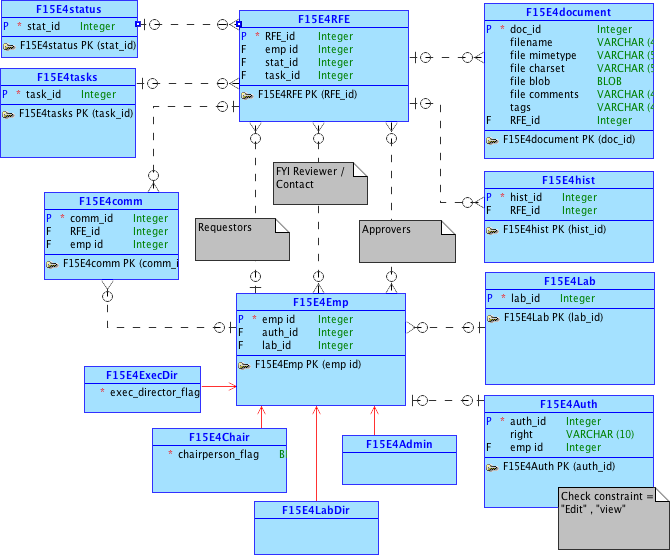 F15E4status
P * stat_id Integer
F15E4status PK (stat_id)
F15E4tasks
P * task_id Integer
F15E4tasks PK (task_id)
F15E4RFE
P * RFE_id Integer
F emp id Integer
F stat_id Integer
F task_id Integer
F15E4RFE PK (RFE_id)
F15E4document
P * doc_id Integer
filename VARCHAR (4
file mimetype VARCHAR (5
file charset VARCHAR (5
file blob BLOB
file comments VARCHAR (4
tags VARCHAR (4
F RFE_id Integer
F15E4document PK (doc_id)
F15E4comm
P * comm_id Integer
F RFE_id Integer
F emp id Integer
F15E4comm PK (comm_i
FYI Reviewer /
Contact
Requestors
Approvers
F15E4hist
P * hist_id Integer
F RFE_id Integer
F15E4hist PK (hist_id)
F15E4Emp
P * emp id Integer
F auth_id Integer
F lab_id Integer
F15E4Emp PK (emp id)
F15E4Lab
P * lab_id Integer
F15E4Lab PK (lab_id)
F15E4ExecDir
* exec_director_flag
F15E4Chair
* chairperson_flag B
F15E4Admin
F15E4LabDir
F15E4Auth
P * auth_id Integer
right VARCHAR (10)
F emp id Integer
F15E4Auth PK (auth_id)
Check constraint =
"Edit" , "view"